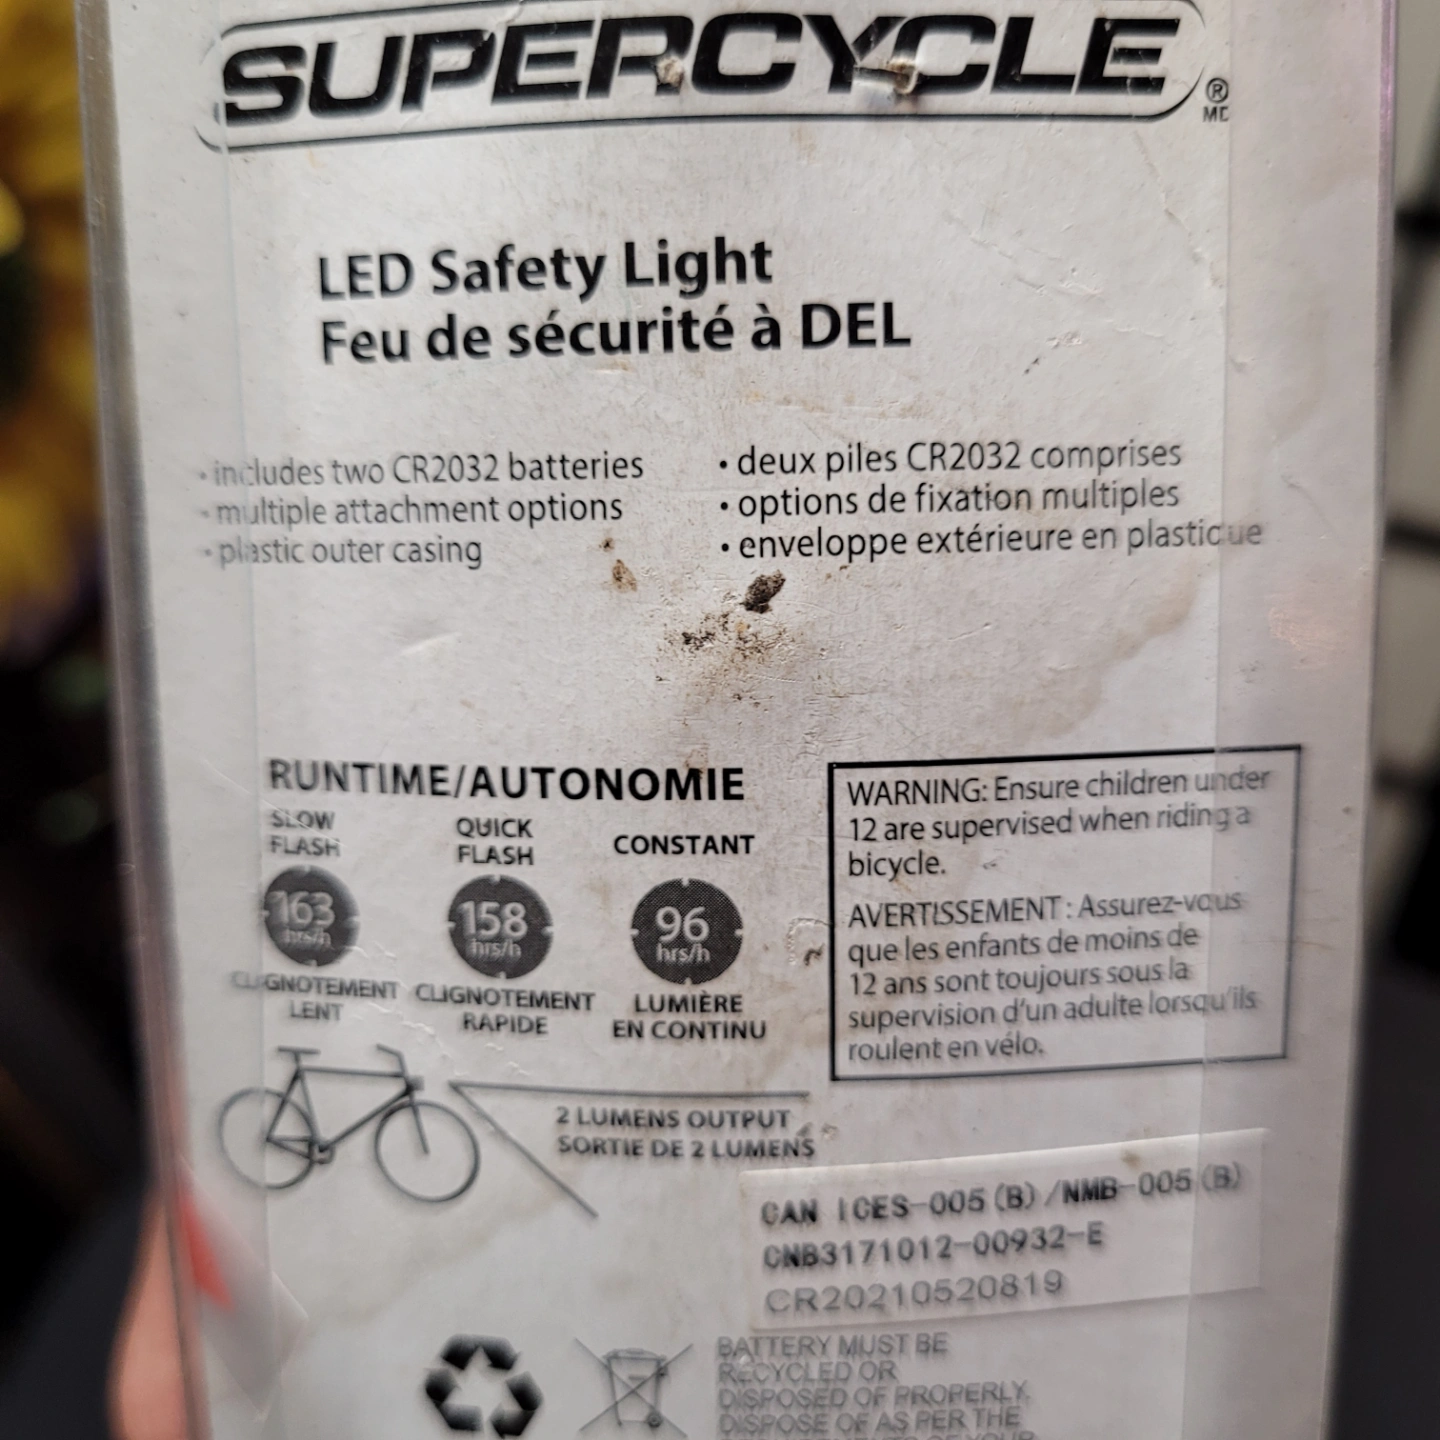 SUPERCYCLE
®
MD
LED Safety Light
Feu de sécurité à DEL
• includes two CR2032 batteries
• multiple attachment options
• plastic outer casing
• deux piles CR2032 comprises
• options de fixation multiples
• enveloppe extérieure en plastique
RUNTIME/AUTONOMIE
SLOW
FLASH
163
hrs/h
CLIGNOTEMENT
LENT
QUICK
FLASH
158
hrs/h
CLIGNOTEMENT
RAPIDE
CONSTANT
96
hrs/h
LUMIÈRE
EN CONTINU
WARNING: Ensure children under
12 are supervised when riding a
bicycle.
AVERTISSEMENT : Assurez-vous
que les enfants de moins de
12 ans sont toujours sous la
supervision d'un adulte lorsqu'ils
roulent en vélo.
2 LUMENS OUTPUT
SORTIE DE 2 LUMENS
CAN ICES-005(B)/NMB-005(B)
CNB3171012-00932-E
CR20210520819
BATTERY MUST BE
RECYCLED OR
DISPOSED OF PROPERLY.
DISPOSE OF AS PER THE